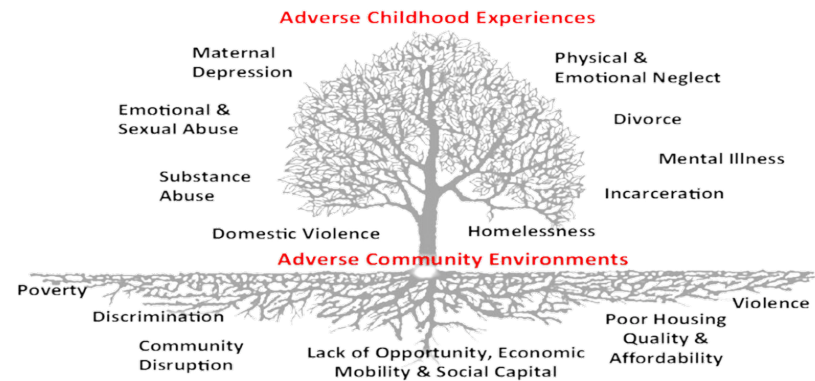 Adverse Childhood Experiences
Maternal
Depression
Physical &
Emotional Neglect
Emotional &
Sexual Abuse
Divorce
Mental Illness
Substance
Abuse
Incarceration
Domestic Violence
Homelessness
Adverse Community Environments
Poverty
Violence
Discrimination
Poor Housing
Quality &
Affordability
Community
Disruption
Lack of Opportunity, Economic
Mobility & Social Capital